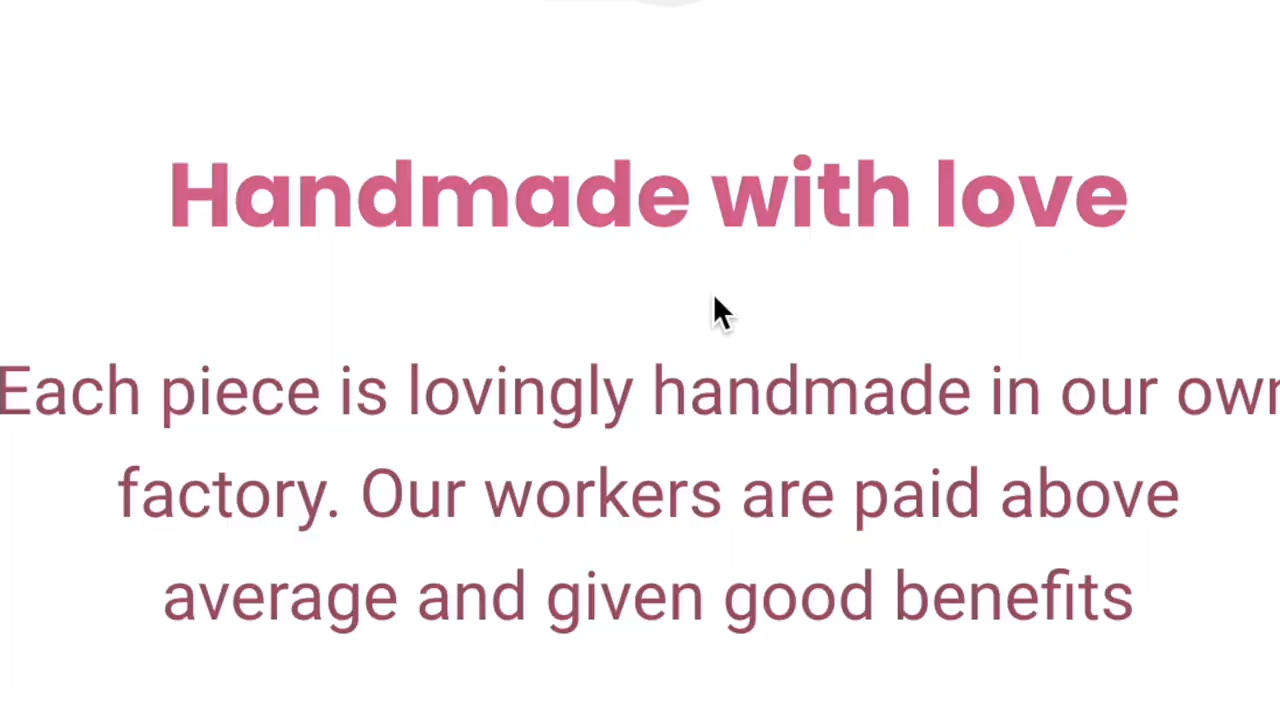 Handmade with love
Each piece is lovingly handmade in our own
factory. Our workers are paid above
average and given good benefits